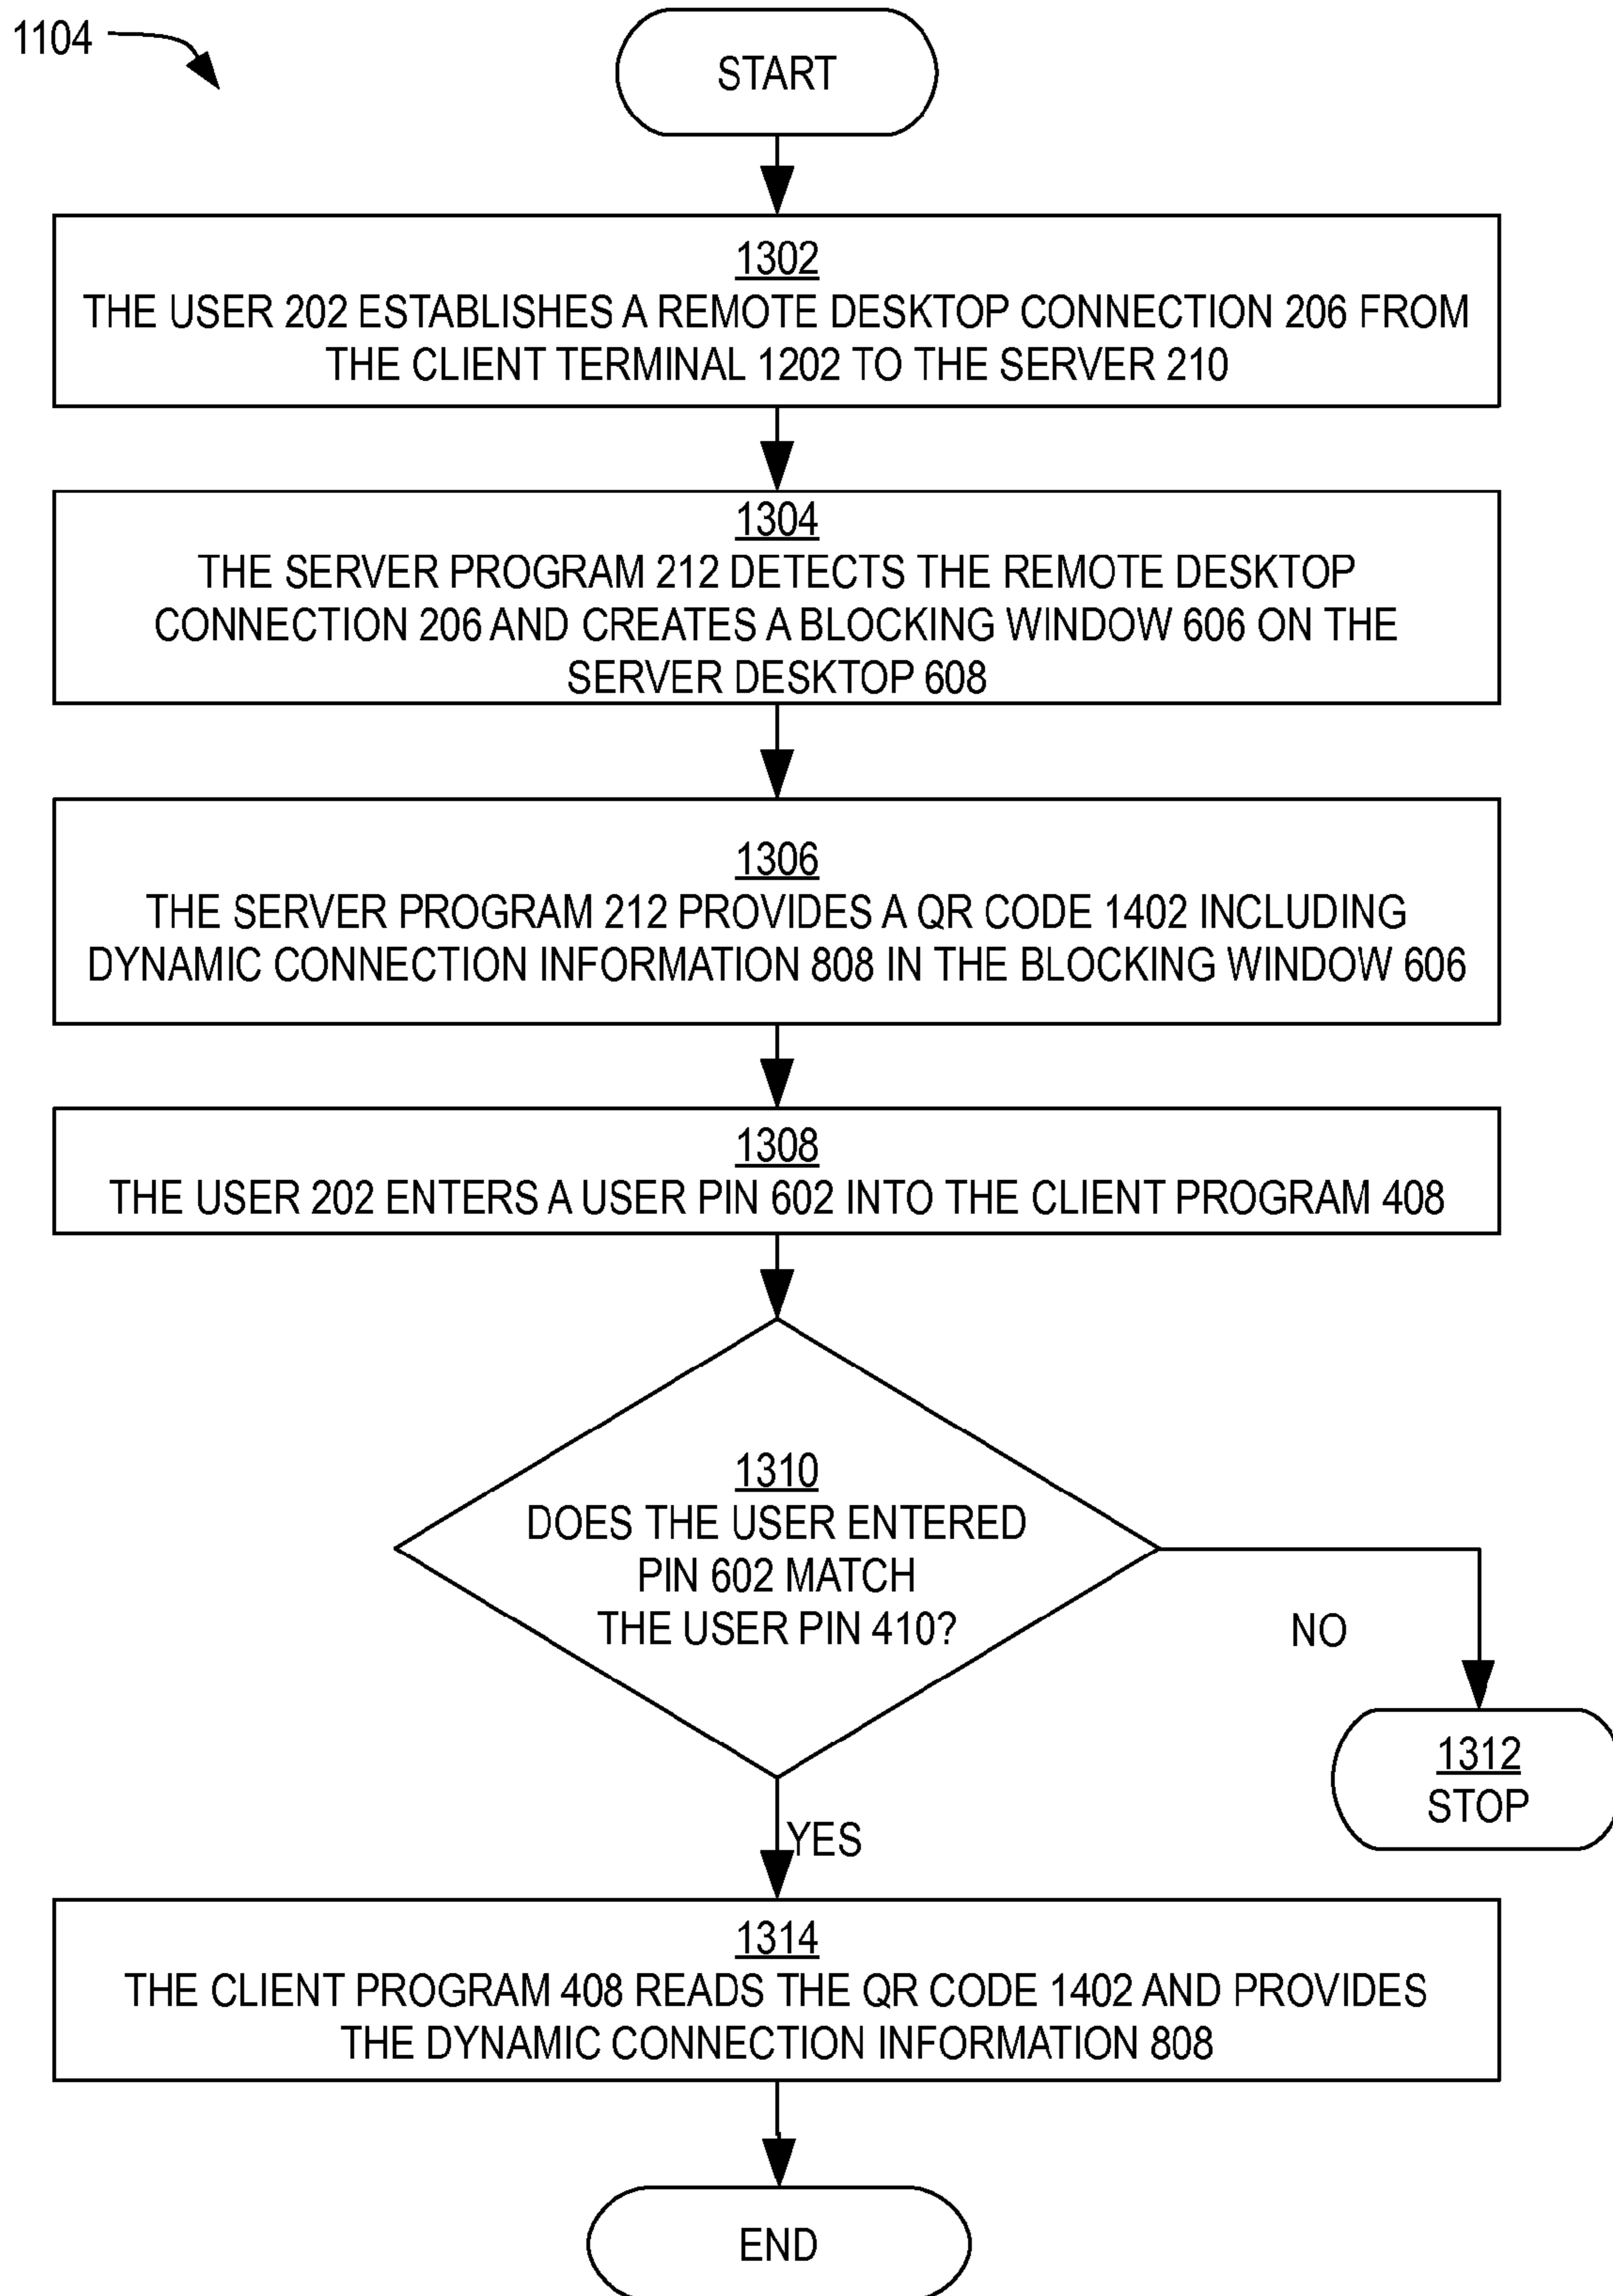 1104
START
1302
THE USER 202 ESTABLISHES A REMOTE DESKTOP CONNECTION 206 FROM
THE CLIENT TERMINAL 1202 TO THE SERVER 210
1304
THE SERVER PROGRAM 212 DETECTS THE REMOTE DESKTOP
CONNECTION 206 AND CREATES A BLOCKING WINDOW 606 ON THE
SERVER DESKTOP 608
1306
THE SERVER PROGRAM 212 PROVIDES A QR CODE 1402 INCLUDING
DYNAMIC CONNECTION INFORMATION 808 IN THE BLOCKING WINDOW 606
1308
THE USER 202 ENTERS A USER PIN 602 INTO THE CLIENT PROGRAM 408
1310
DOES THE USER ENTERED
PIN 602 MATCH
THE USER PIN 410?
NO
1312
STOP
YES
1314
THE CLIENT PROGRAM 408 READS THE QR CODE 1402 AND PROVIDES
THE DYNAMIC CONNECTION INFORMATION 808
END